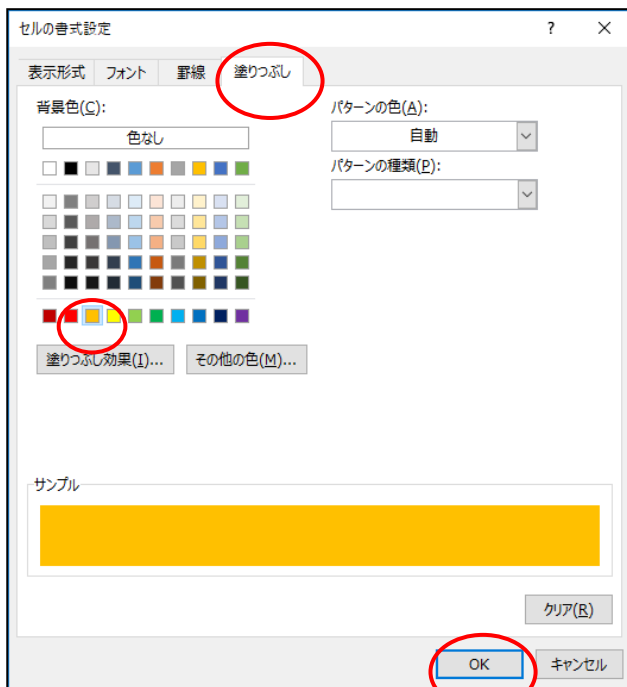 セルの書式設定
?
表示形式 フォント 罫線 塗りつぶし
背景色(C):
色なし
パターンの色(A):
自動
パターンの種類(P):
塗りつぶし効果(I)...
その他の色(M)...
サンプル
クリア(R)
OK
キャンセル